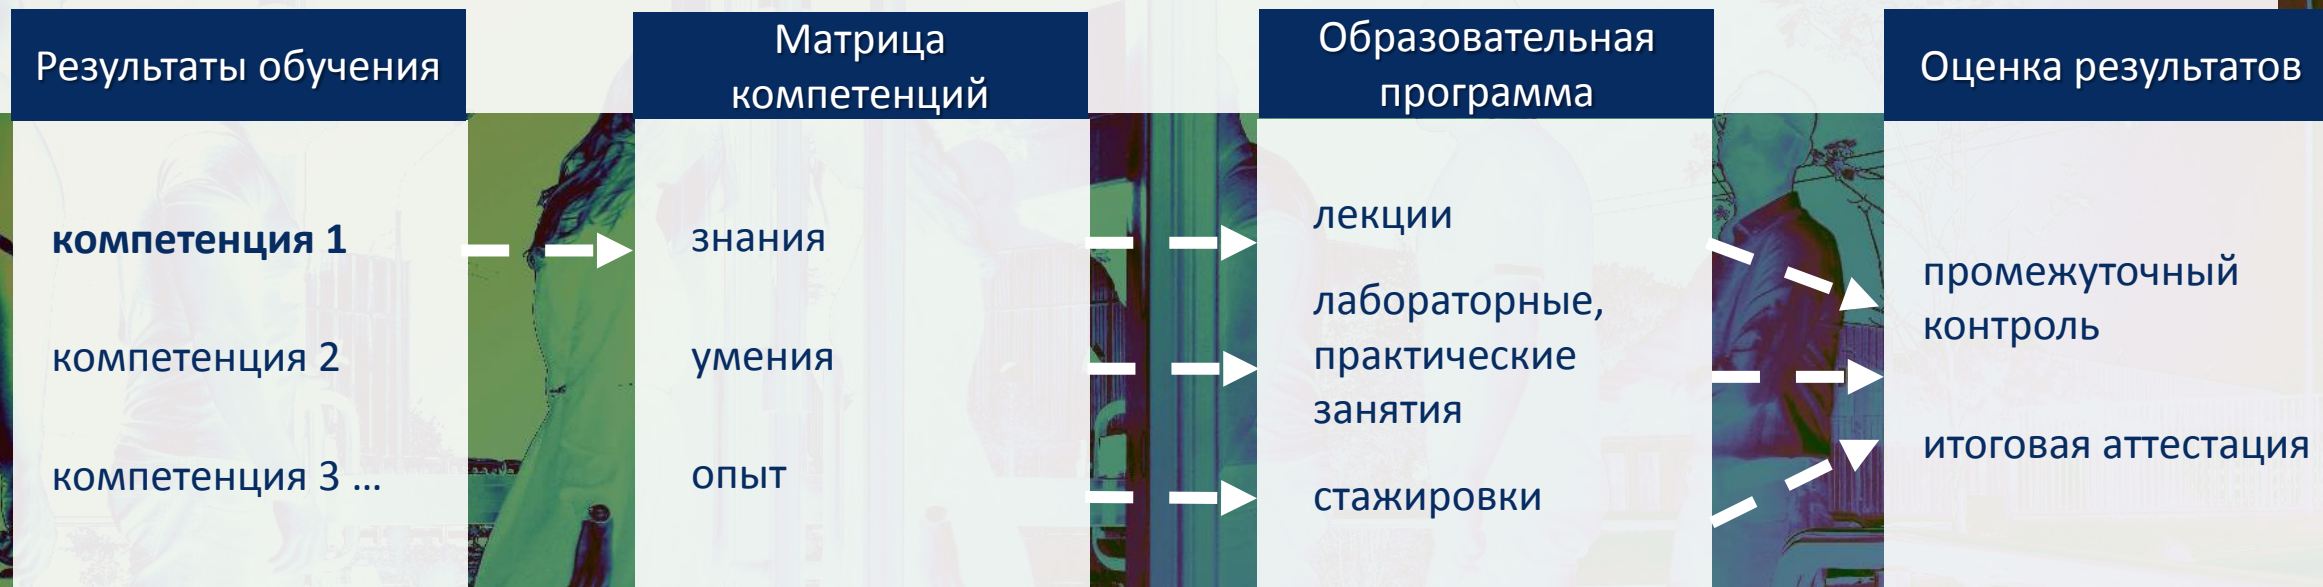 Результаты обучения
компетенция 1
компетенция 2
компетенция 3 ...
Матрица
компетенций
знания
умения
опыт
Образовательная
программа
лекции
лабораторные,
практические
занятия
стажировки
Оценка результатов
промежуточный
контроль
итоговая аттестация